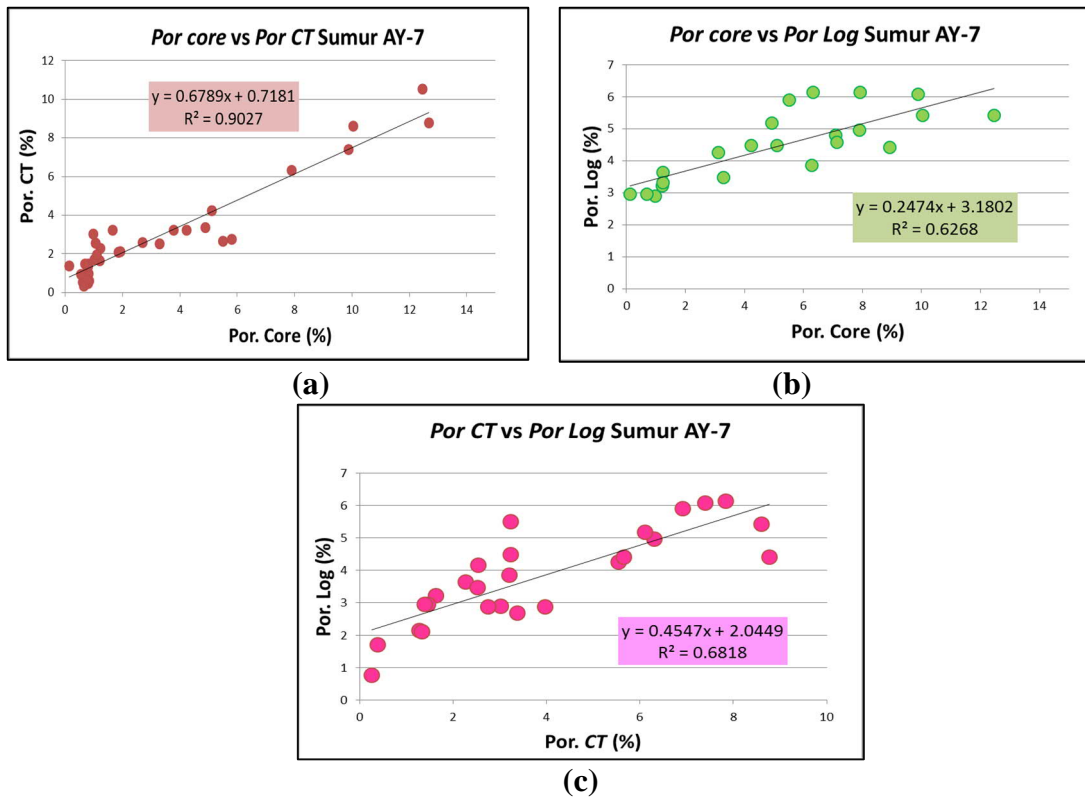 Por core vs Por CT Sumur AY-7
12
10
8
6
4
2
0
Por. CT (%)
y = 0.6789x + 0.7181
R² = 0.9027
0 2 4 6 8 10 12 14
Por. Core (%)
(a)
Por core vs Por Log Sumur AY-7
7
6
5
4
3
2
1
0
Por. Log (%)
y = 0.2474x + 3.1802
R² = 0.6268
0 2 4 6 8 10 12 14
Por. Core (%)
(b)
Por CT vs Por Log Sumur AY-7
7
6
5
4
3
2
1
0
Por. Log (%)
y = 0.4547x + 2.0449
R² = 0.6818
0 2 4 6 8 10
Por. CT (%)
(c)